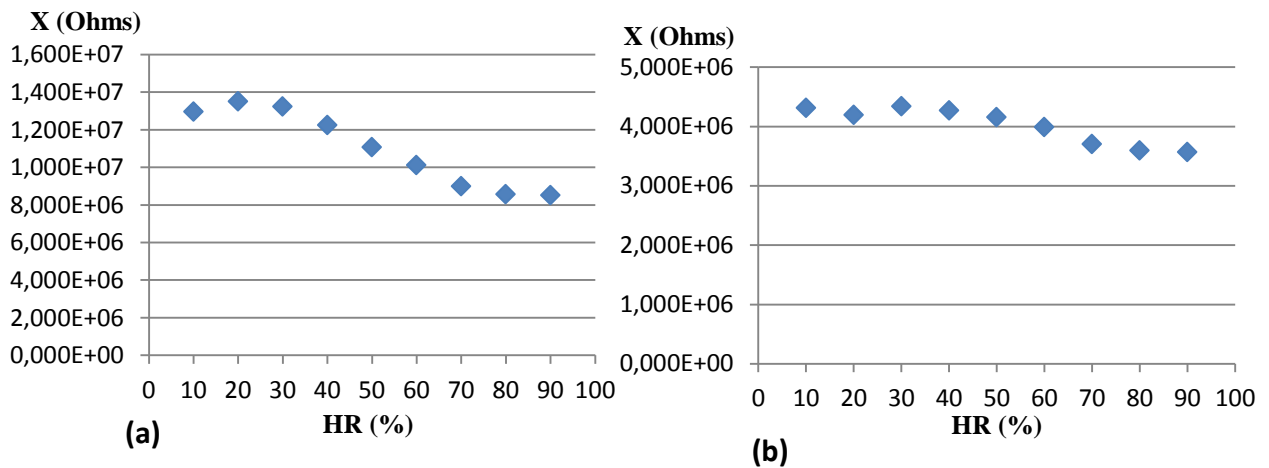 X (Ohms)
1,600E+07
1,400E+07
1,200E+07
1,000E+07
8,000E+06
6,000E+06
4,000E+06
2,000E+06
0,000E+00
0 10 20 30 40 50 60 70 80 90 100
HR (%)
(a)
X (Ohms)
5,000E+06
4,000E+06
3,000E+06
2,000E+06
1,000E+06
0,000E+00
0 10 20 30 40 50 60 70 80 90 100
HR (%)
(b)